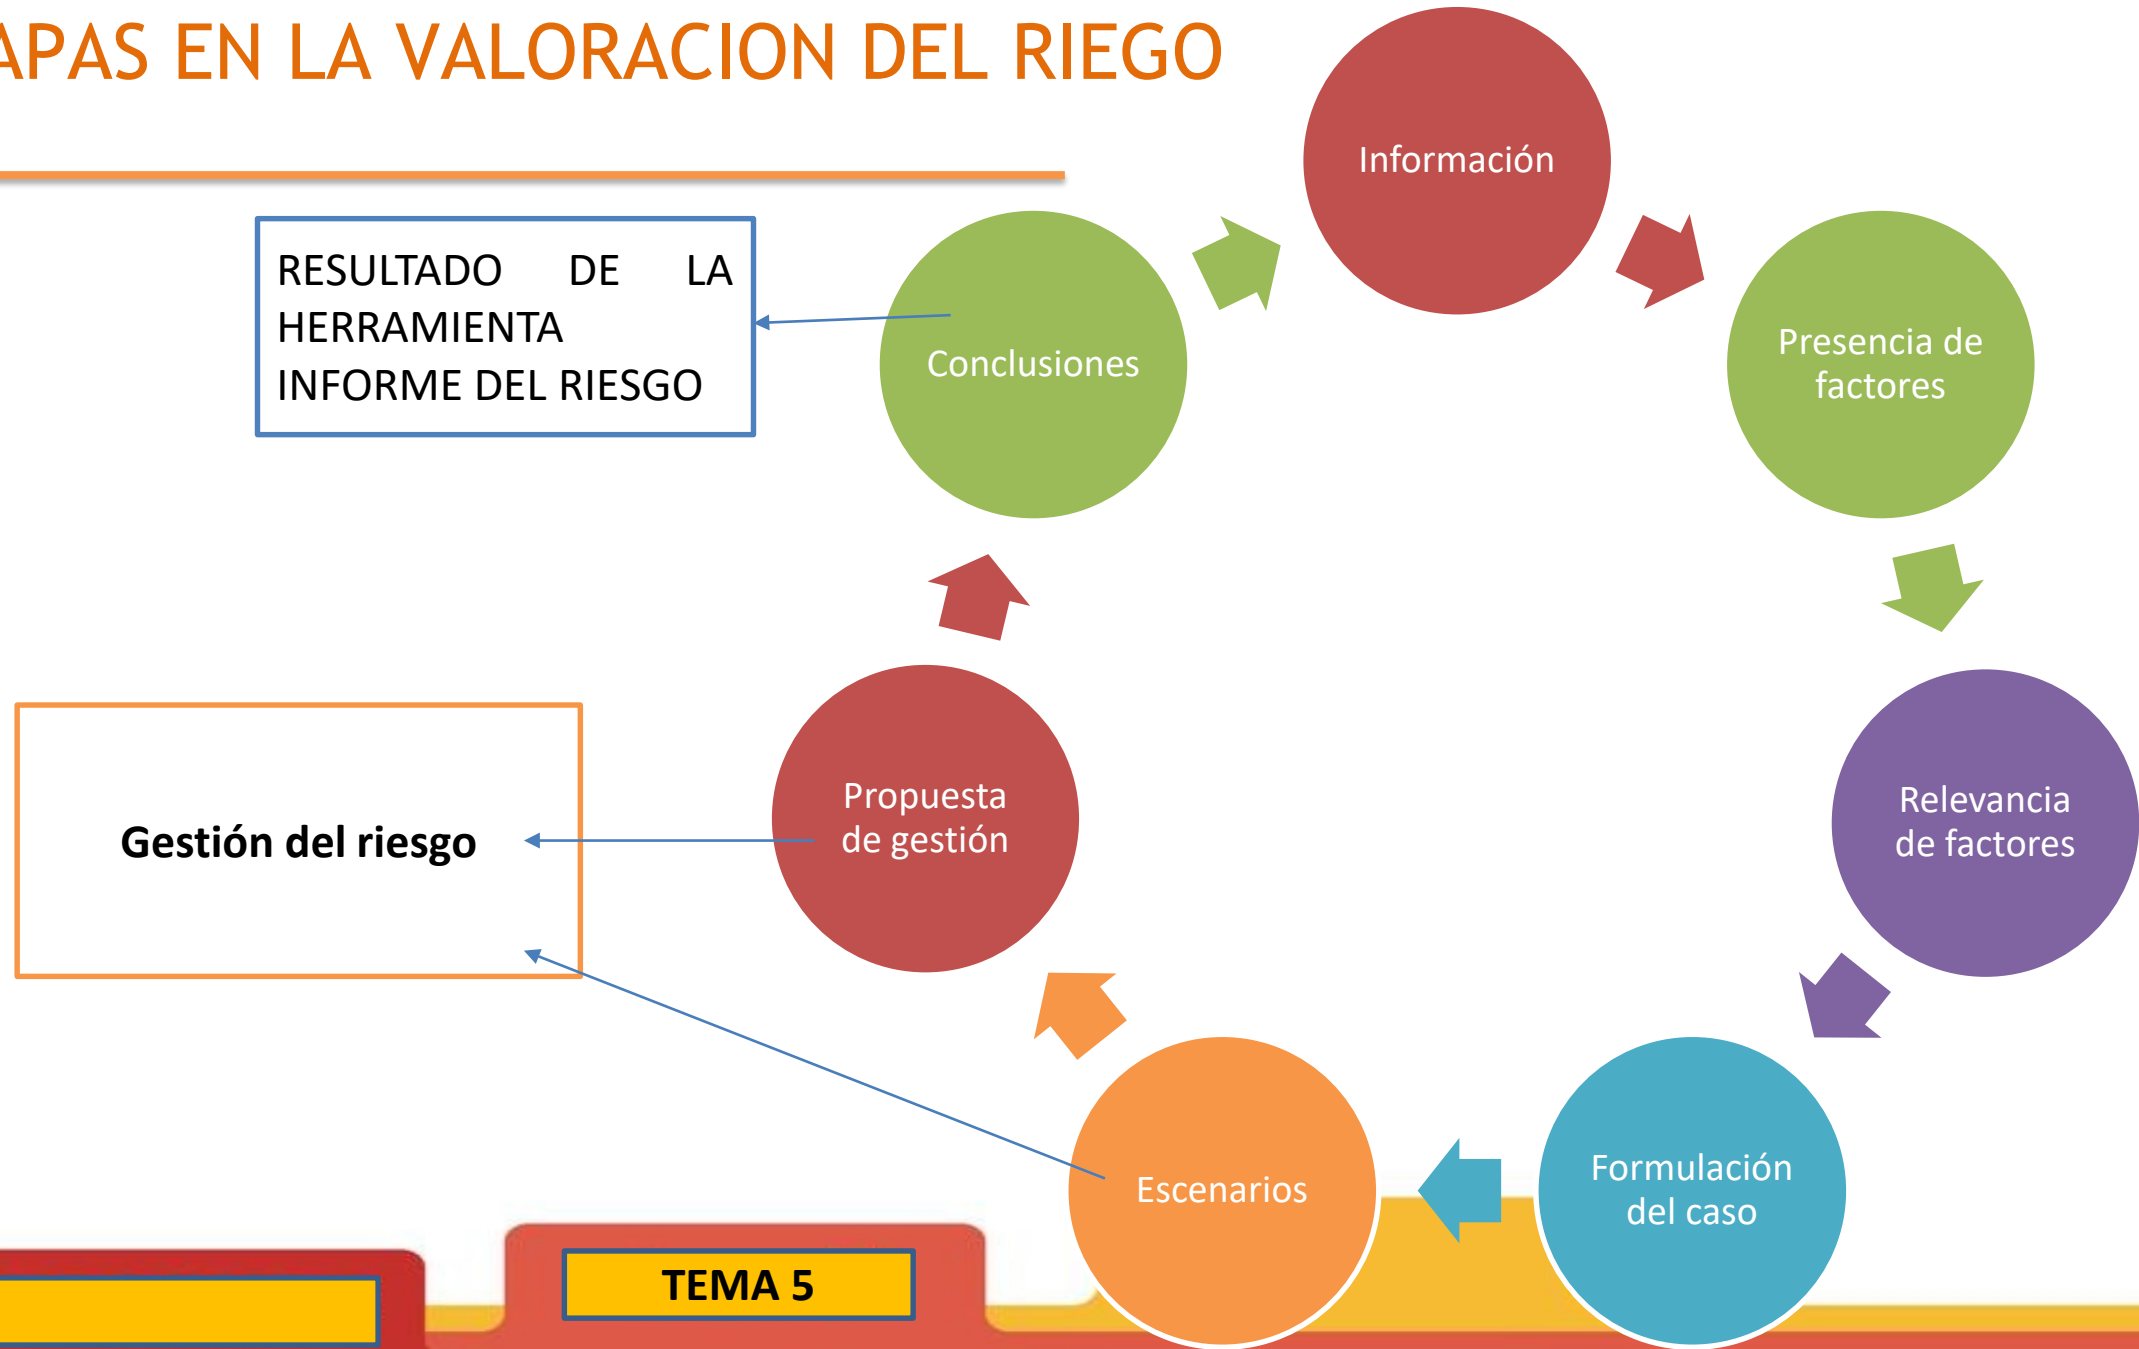 APAS EN LA VALORACION DEL RIEGO
Información
RESULTADO DE LA
HERRAMIENTA
INFORME DEL RIESGO
Conclusiones
Presencia de
factores
Gestión del riesgo
Propuesta
de gestión
Relevancia
de factores
Escenarios
Formulación
del caso
TEMA 5